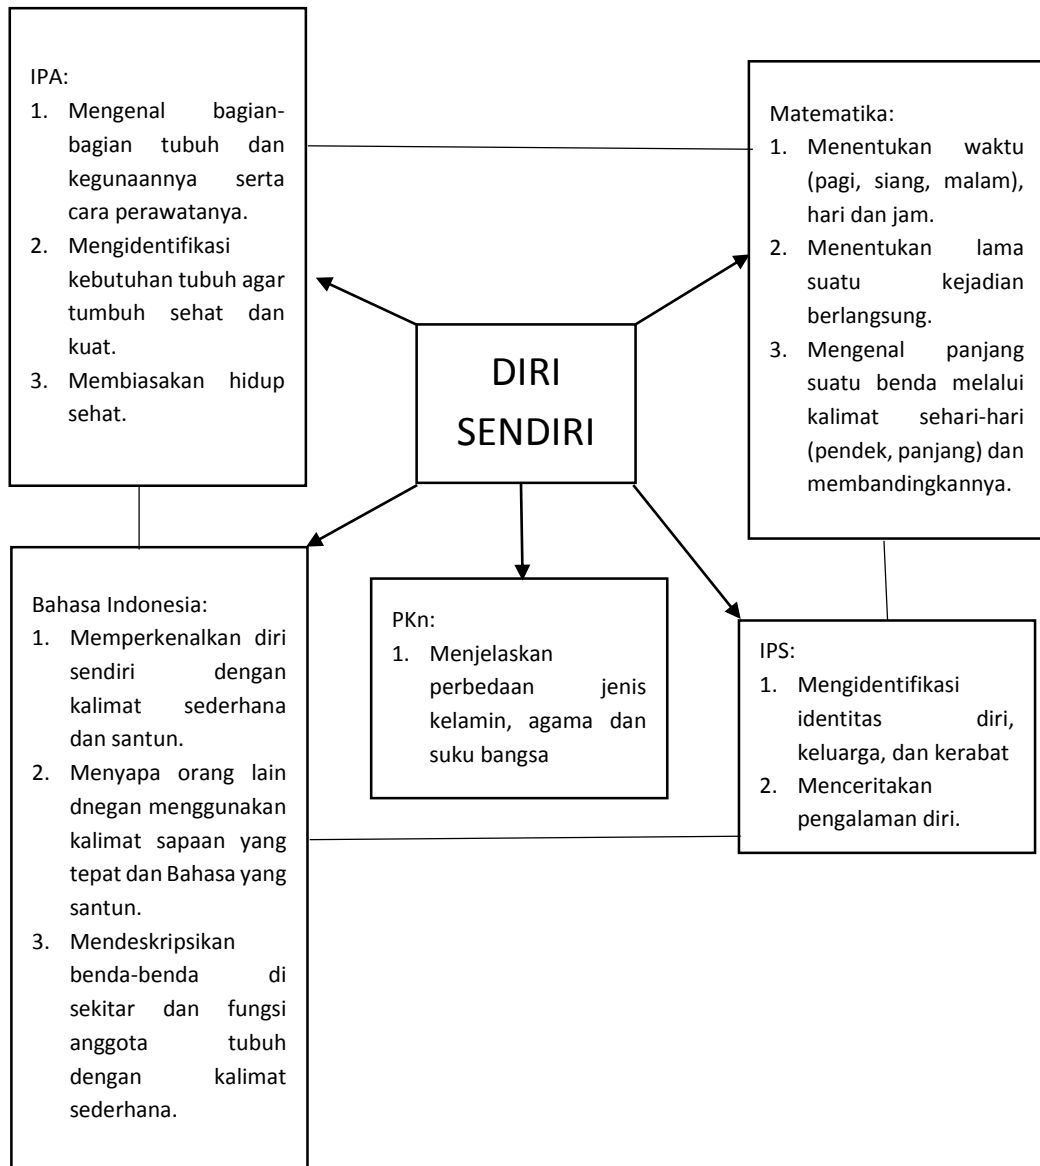 IPA:
1. Mengenal bagian-
bagian tubuh dan
kegunaannya serta
cara perawatanya.
2. Mengidentifikasi
kebutuhan tubuh agar
tumbuh sehat dan
kuat.
3. Membiasakan hidup
sehat.
Matematika:
1. Menentukan waktu
(pagi, siang, malam),
hari dan jam.
2. Menentukan lama
suatu kejadian
berlangsung.
3. Mengenal panjang
suatu benda melalui
kalimat sehari-hari
(pendek, panjang) dan
membandingkannya.
DIRI
SENDIRI
Bahasa Indonesia:
1. Memperkenalkan diri
sendiri dengan
kalimat sederhana
dan santun.
2. Menyapa orang lain
dnegan menggunakan
kalimat sapaan yang
tepat dan Bahasa yang
santun.
3. Mendeskripsikan
benda-benda di
sekitar dan fungsi
anggota tubuh
dengan kalimat
sederhana.
PKn:
1. Menjelaskan
perbedaan jenis
kelamin, agama dan
suku bangsa
IPS:
1. Mengidentifikasi
identitas diri,
keluarga, dan kerabat
2. Menceritakan
pengalaman diri.